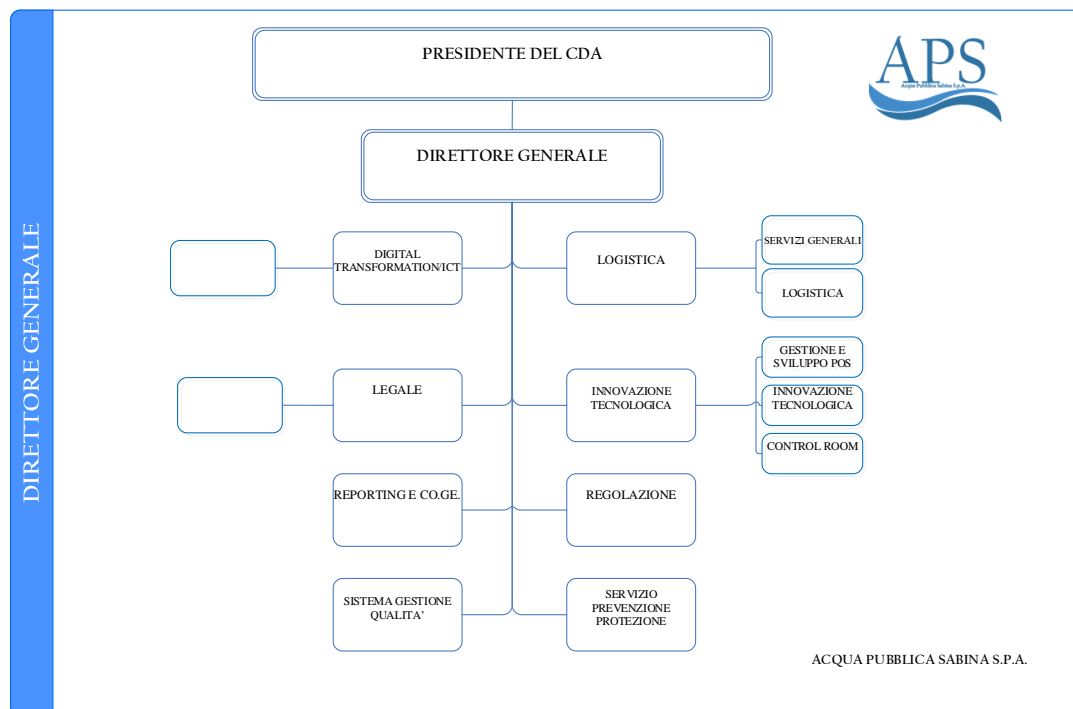 PRESIDENTE DEL CDA
APS
Acqua Pubblica Sabina S.p.A.
DIRETTORE GENERALE
DIRETTORE GENERALE
DIGITAL
TRANSFORMATION/ICT
LOGISTICA
SERVIZI GENERALI
LOGISTICA
LEGALE
INNOVAZIONE
TECNOLOGICA
GESTIONE E
SVILUPPO POS
INNOVAZIONE
TECNOLOGICA
CONTROL ROOM
REPORTING E CO.GE.
REGOLAZIONE
SISTEMA GESTIONE
QUALITA’
SERVIZIO
PREVENZIONE
PROTEZIONE
ACQUA PUBBLICA SABINA S.P.A.